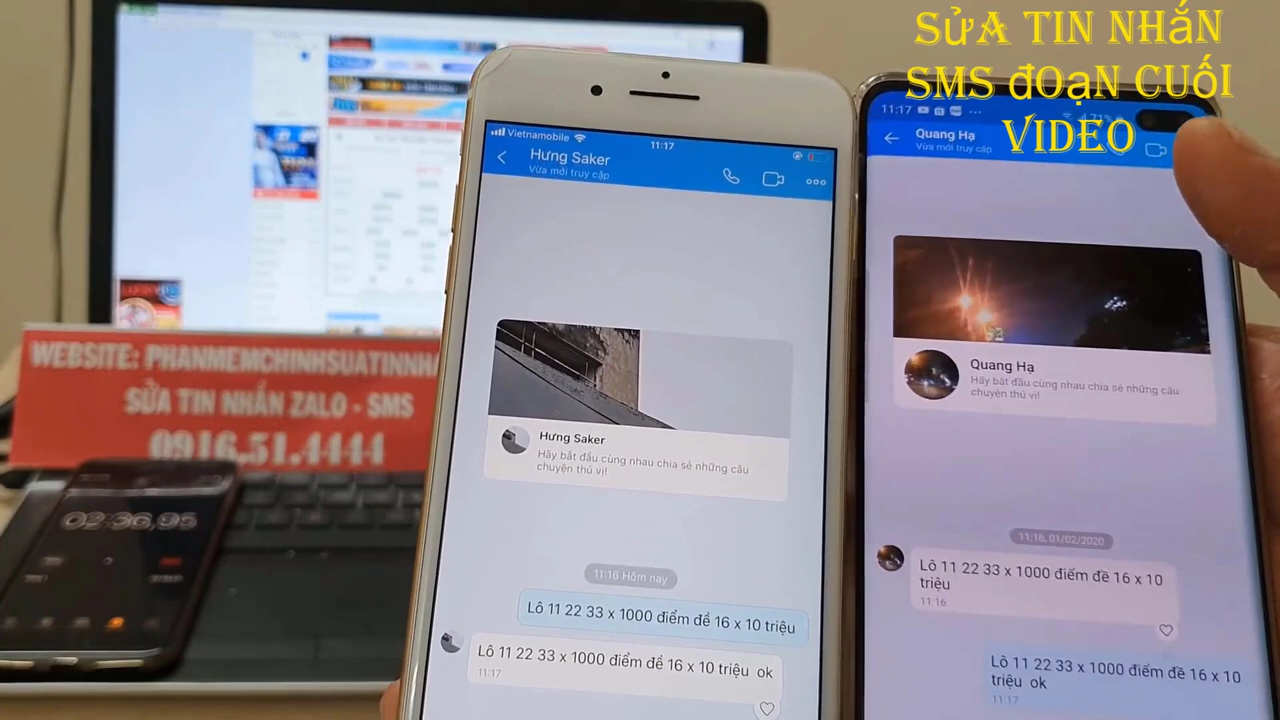 SỬA TIN NHẮN
SMS ĐOẠN CUỐI
VIDEO
Vietnamobile
11:17
Hưng Saker
Vừa mới truy cập
Hưng Saker
Hãy bắt đầu cùng nhau chia sẻ những câu
chuyện thú vị!
11:16 Hôm nay
Lô 11 22 33 x 1000 điểm đề 16 x 10 triệu
Lô 11 22 33 x 1000 điểm đề 16 x 10 triệu ok
11:17
11:17
71%
Quang Hạ
Vừa mới truy cập
Quang Hạ
Hãy bắt đầu cùng nhau chia sẻ những câu
chuyện thú vị!
11:16, 01/02/2020
Lô 11 22 33 x 1000 điểm đề 16 x 10
triệu
11:16
Lô 11 22 33 x 1000 điểm đề 16 x 10
triệu ok
11:17
WEBSITE: PHANMEMCHINHSUATINNHA
SỬA TIN NHẮN ZALO - SMS
0916.51.4444
02:36,95